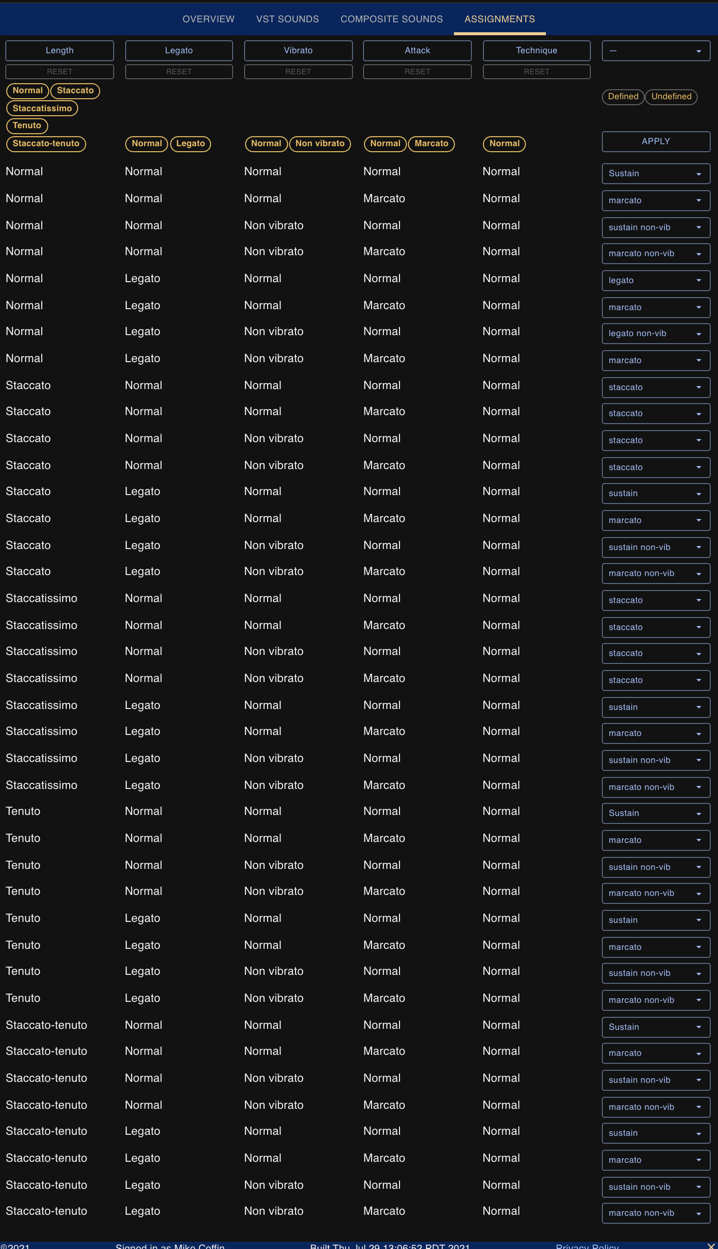 OVERVIEW VST SOUNDS COMPOSITE SOUNDS ASSIGNMENTS
Length Legato Vibrato Attack Technique —
RESET RESET RESET RESET RESET
Normal Staccato
Defined Undefined
Staccatissimo
Tenuto
Staccato-tenuto Normal Legato Normal Non vibrato Normal Marcato Normal APPLY
Normal Normal Normal Normal Normal Sustain
Normal Normal Normal Marcato Normal marcato
Normal Normal Non vibrato Normal Normal sustain non-vib
Normal Normal Non vibrato Marcato Normal marcato non-vib
Normal Legato Normal Normal Normal legato
Normal Legato Normal Marcato Normal marcato
Normal Legato Non vibrato Normal Normal legato non-vib
Normal Legato Non vibrato Marcato Normal marcato
Staccato Normal Normal Normal Normal staccato
Staccato Normal Normal Marcato Normal staccato
Staccato Normal Non vibrato Normal Normal staccato
Staccato Normal Non vibrato Marcato Normal staccato
Staccato Legato Normal Normal Normal sustain
Staccato Legato Normal Marcato Normal marcato
Staccato Legato Non vibrato Normal Normal sustain non-vib
Staccato Legato Non vibrato Marcato Normal marcato non-vib
Staccatissimo Normal Normal Normal Normal staccato
Staccatissimo Normal Normal Marcato Normal staccato
Staccatissimo Normal Non vibrato Normal Normal staccato
Staccatissimo Normal Non vibrato Marcato Normal staccato
Staccatissimo Legato Normal Normal Normal sustain
Staccatissimo Legato Normal Marcato Normal marcato
Staccatissimo Legato Non vibrato Normal Normal sustain non-vib
Staccatissimo Legato Non vibrato Marcato Normal marcato non-vib
Tenuto Normal Normal Normal Normal Sustain
Tenuto Normal Normal Marcato Normal marcato
Tenuto Normal Non vibrato Normal Normal sustain non-vib
Tenuto Normal Non vibrato Marcato Normal marcato non-vib
Tenuto Legato Normal Normal Normal sustain
Tenuto Legato Normal Marcato Normal marcato
Tenuto Legato Non vibrato Normal Normal sustain non-vib
Tenuto Legato Non vibrato Marcato Normal marcato non-vib
Staccato-tenuto Normal Normal Normal Normal Sustain
Staccato-tenuto Normal Normal Marcato Normal marcato
Staccato-tenuto Normal Non vibrato Normal Normal sustain non-vib
Staccato-tenuto Normal Non vibrato Marcato Normal marcato non-vib
Staccato-tenuto Legato Normal Normal Normal sustain
Staccato-tenuto Legato Normal Marcato Normal marcato
Staccato-tenuto Legato Non vibrato Normal Normal sustain non-vib
Staccato-tenuto Legato Non vibrato Marcato Normal marcato non-vib
©2021 Signed in as Mike Coffin Built Thu Jul 29 13:06:52 PDT 2021 Privacy Policy